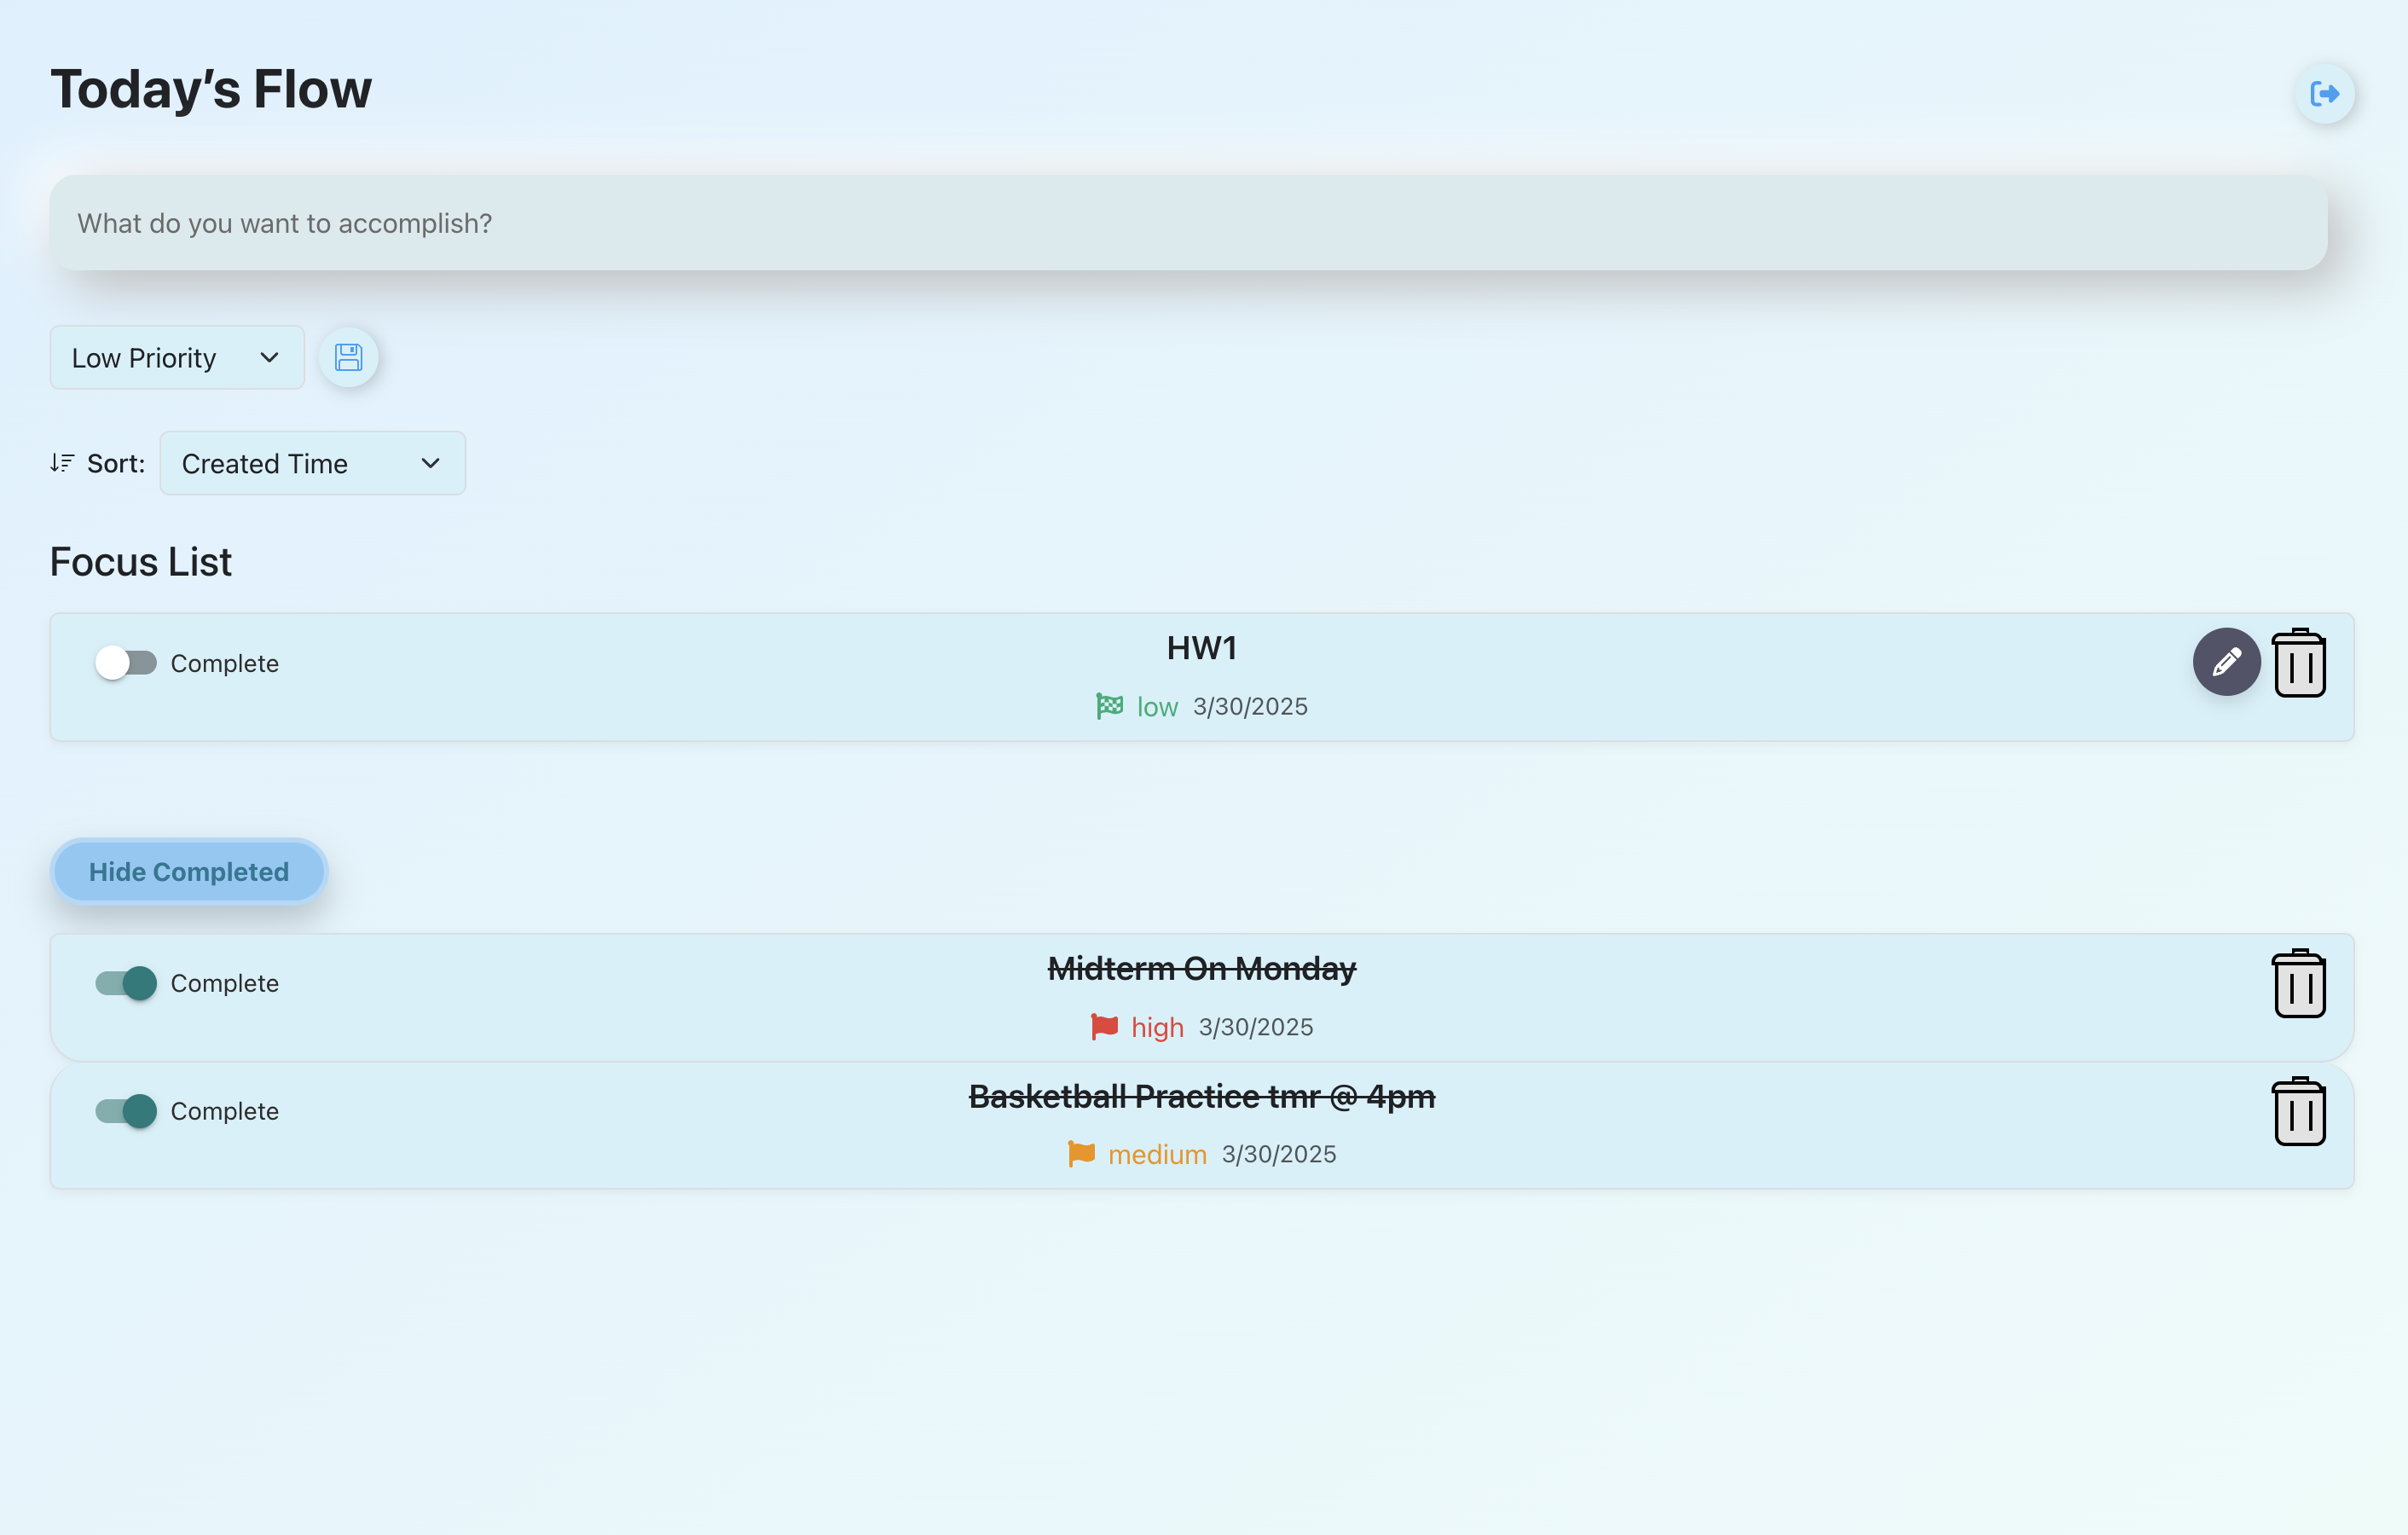 Today's Flow
What do you want to accomplish?
Low Priority
Sort: Created Time
Focus List
Complete
HW1
low 3/30/2025
Hide Completed
Complete
Midterm On Monday
high 3/30/2025
Complete
Basketball Practice tmr @ 4pm
medium 3/30/2025